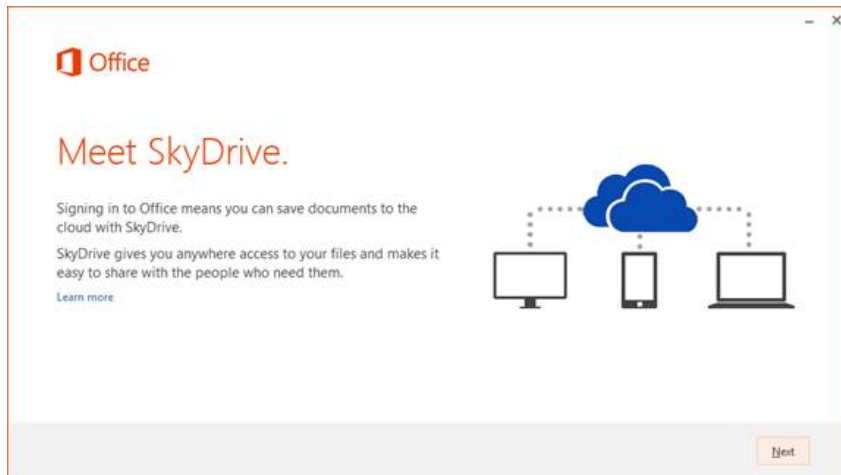 Office
Meet SkyDrive.
Signing in to Office means you can save documents to the
cloud with SkyDrive.
SkyDrive gives you anywhere access to your files and makes it
easy to share with the people who need them.
Learn more
Next